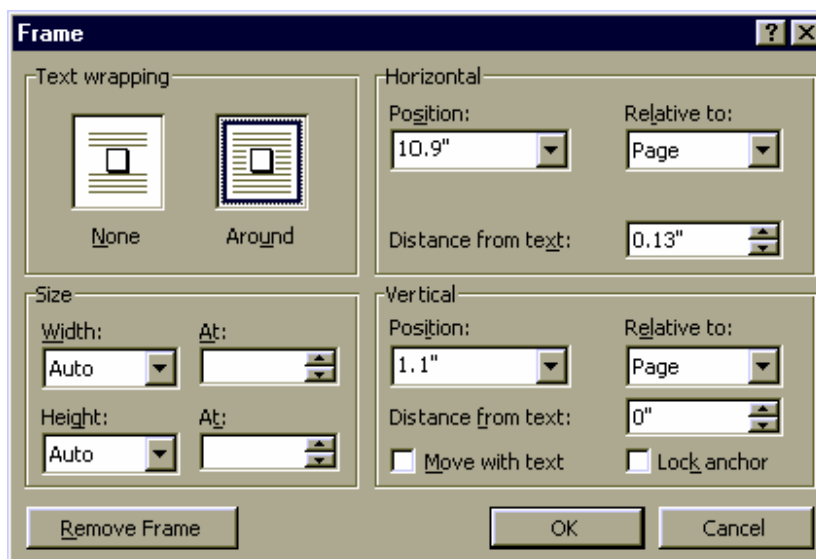 Frame
Text wrapping
None
Around
Horizontal
Position:
Relative to:
10.9"
Page
Distance from text:
0.13"
Size
Width:
At:
Auto
Height:
At:
Auto
Vertical
Position:
Relative to:
1.1"
Page
Distance from text:
0"
Move with text
Lock anchor
Remove Frame
OK
Cancel